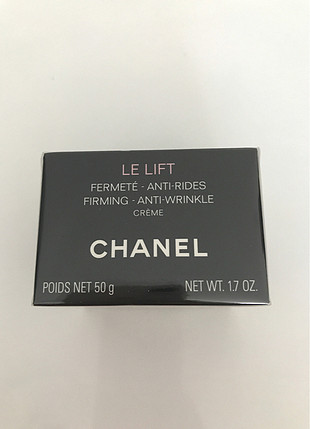 LE LIFT
FERMETÉ - ANTI-RIDES
FIRMING - ANTI-WRINKLE
CRÈME
CHANEL
POIDS NET 50 g NET WT. 1.7 OZ.